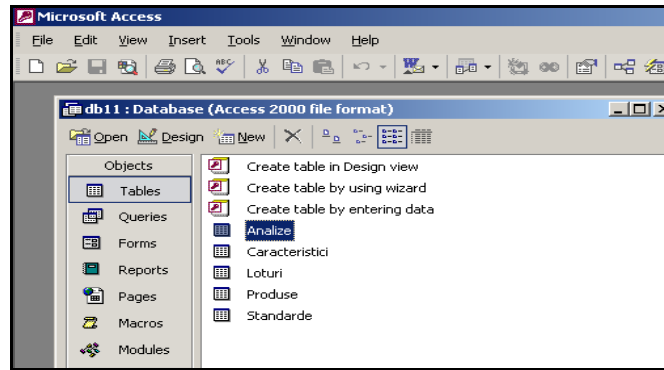 Microsoft Access
File Edit View Insert Tools Window Help
ABC
db11 : Database (Access 2000 file format)
Open Design New
Objects
Tables
Queries
Forms
Reports
Pages
Macros
Modules
Create table in Design view
Create table by using wizard
Create table by entering data
Analize
Caracteristici
Loturi
Produse
Standarde